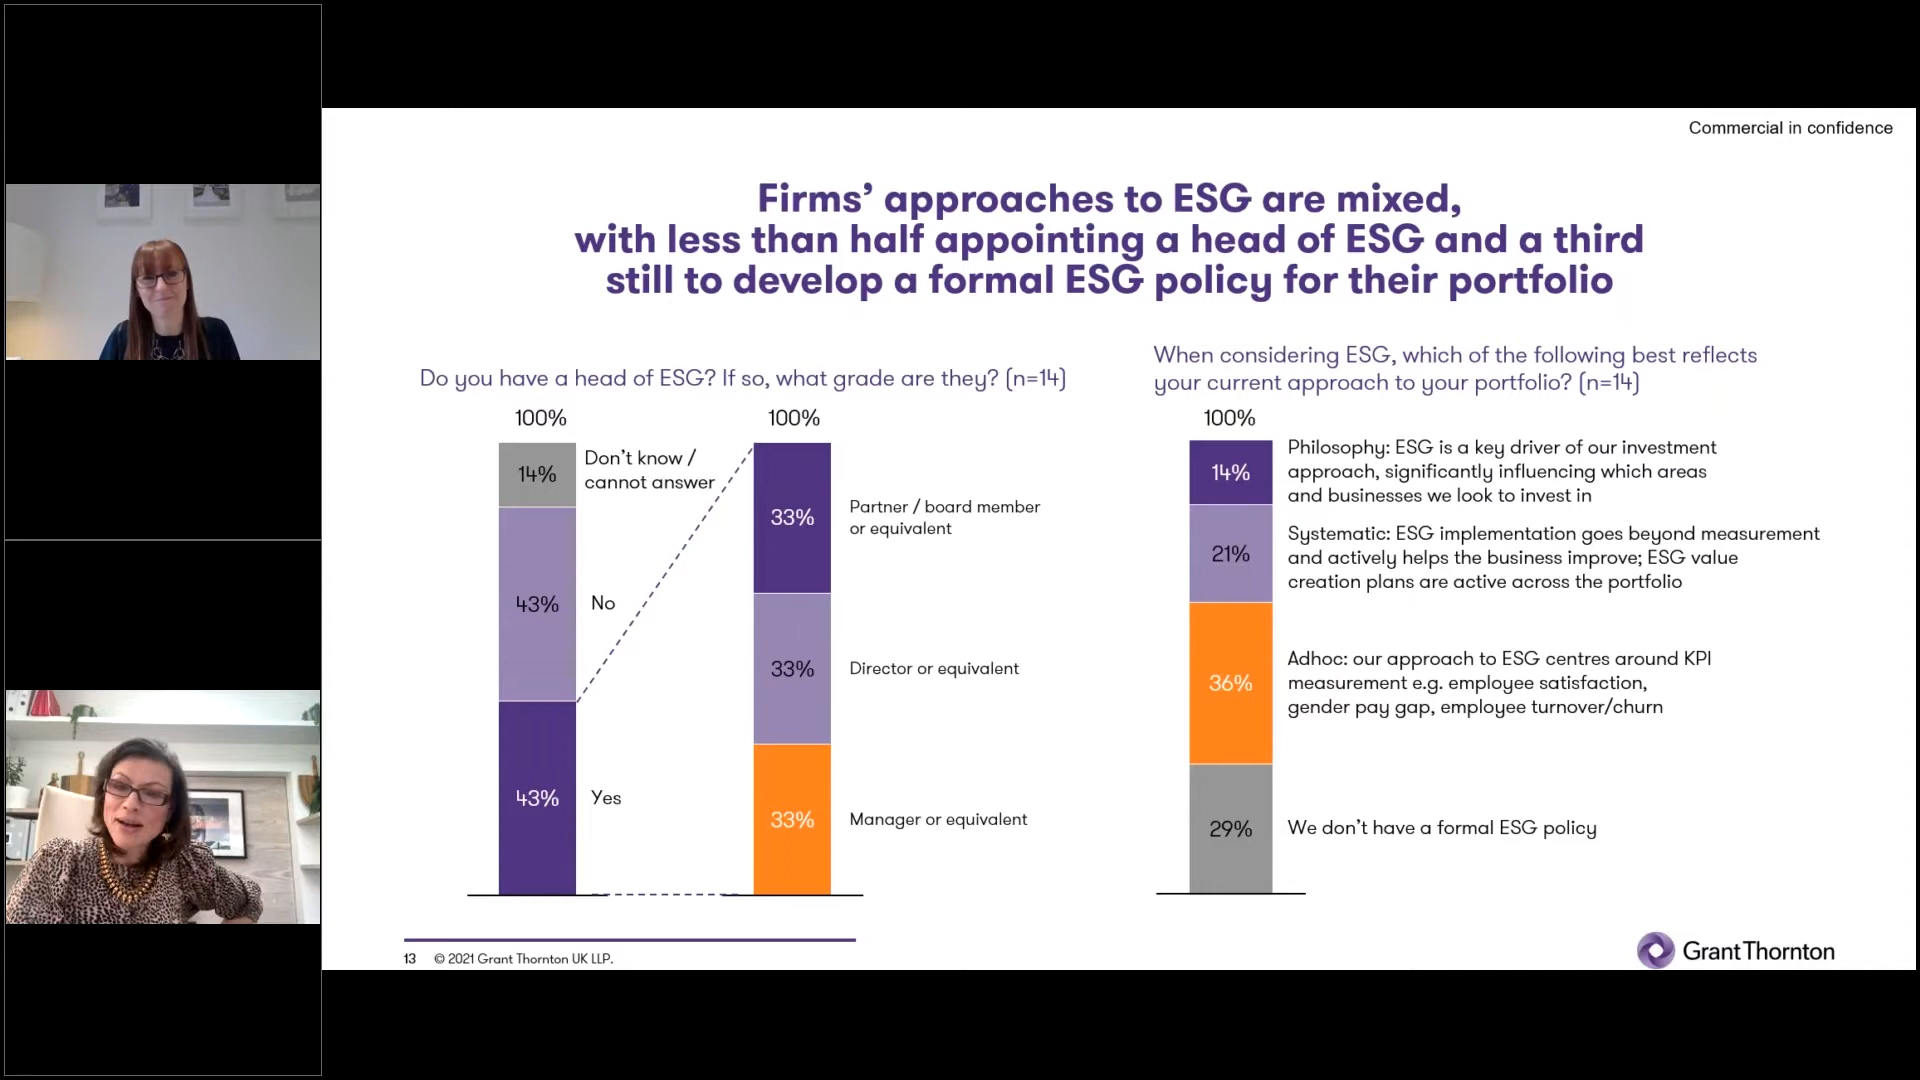 Commercial in confidence
Firms’ approaches to ESG are mixed,
with less than half appointing a head of ESG and a third
still to develop a formal ESG policy for their portfolio
Do you have a head of ESG? If so, what grade are they? (n=14)
100%
14%
Don’t know /
cannot answer
43%
No
43%
Yes
100%
33%
Partner / board member
or equivalent
33%
Director or equivalent
33%
Manager or equivalent
When considering ESG, which of the following best reflects
your current approach to your portfolio? (n=14)
100%
14%
Philosophy: ESG is a key driver of our investment
approach, significantly influencing which areas
and businesses we look to invest in
21%
Systematic: ESG implementation goes beyond measurement
and actively helps the business improve; ESG value
creation plans are active across the portfolio
36%
Adhoc: our approach to ESG centres around KPI
measurement e.g. employee satisfaction,
gender pay gap, employee turnover/churn
29%
We don’t have a formal ESG policy
13 © 2021 Grant Thornton UK LLP.
Grant Thornton